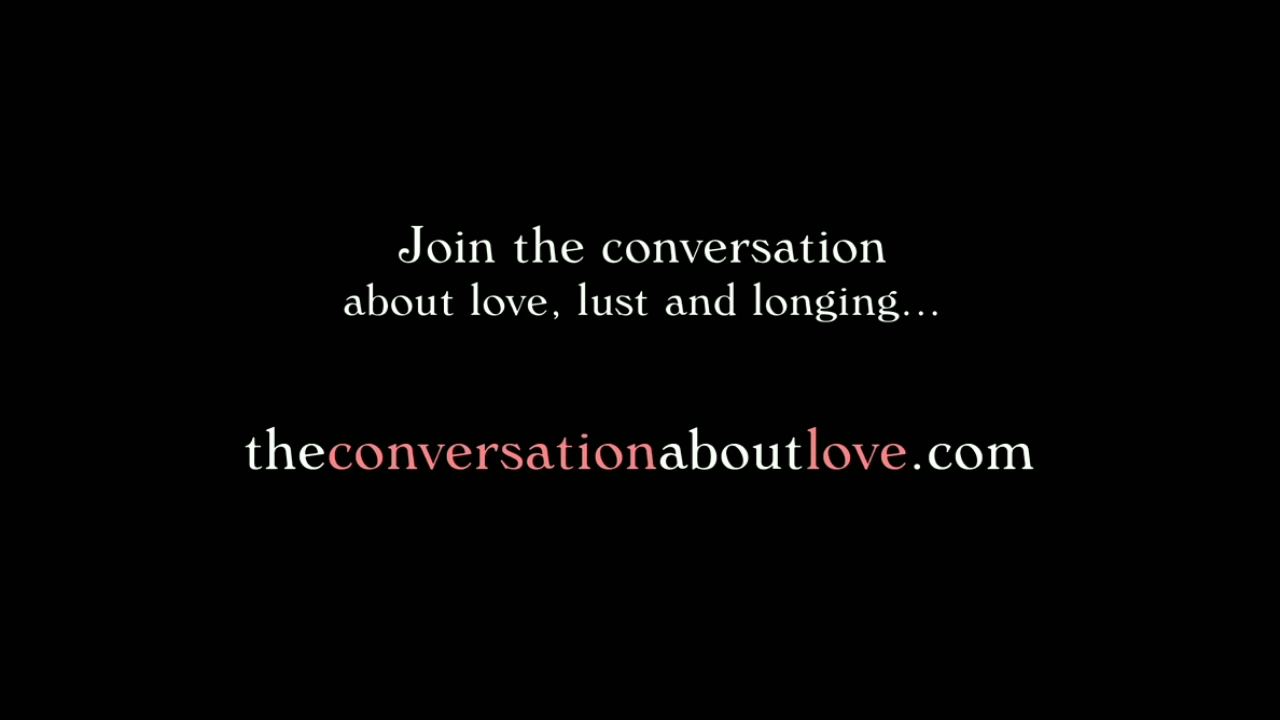 Join the conversation
about love, lust and longing...
theconversationaboutlove.com